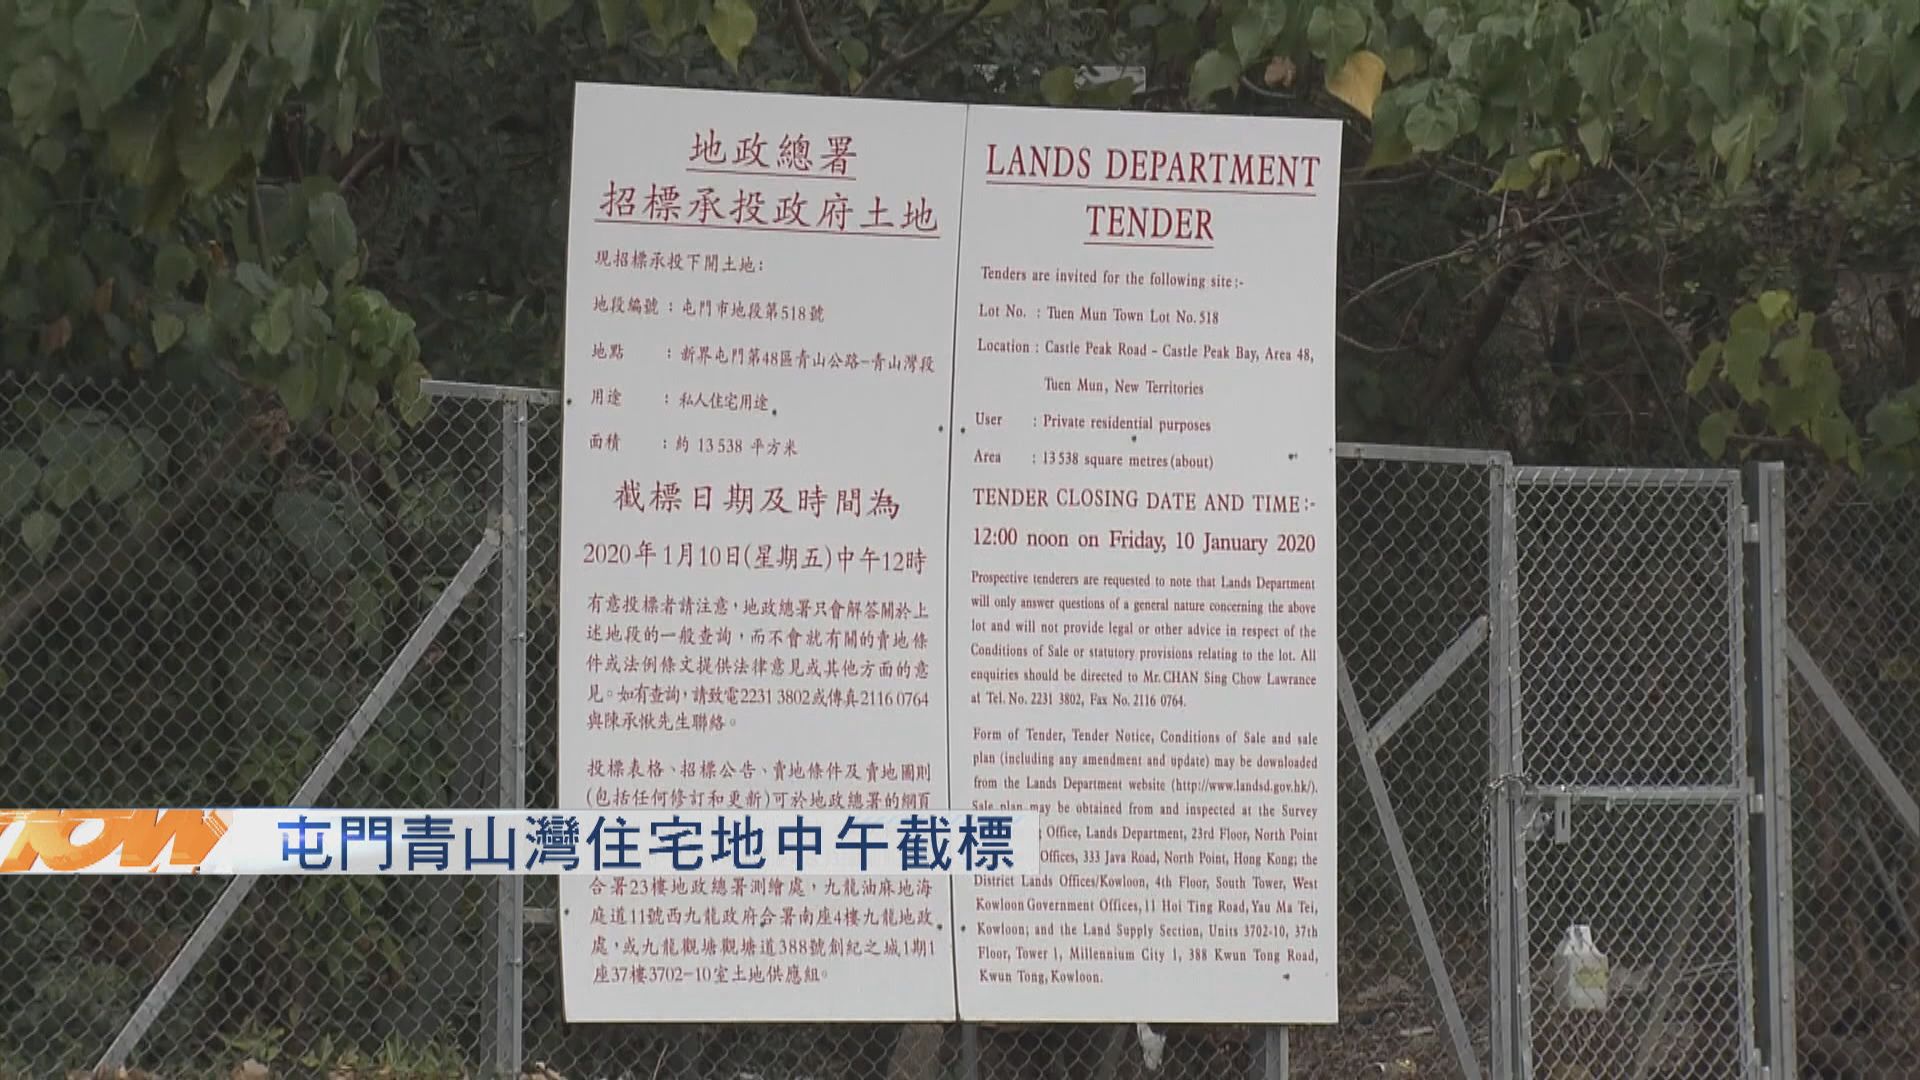 地政總署
招標承投政府土地
現招標承投下開土地：
地段編號 ：屯門市地段第518號
地點 ：新界屯門第48區青山公路–青山灣段
用途 ：私人住宅用途
面積 ：約 13 538 平方米
截標日期及時間為
2020年1月10日(星期五)中午12時
有意投標者請注意，地政總署只會解答關於上
述地段的一般查詢，而不會就有關的賣地條
件或法例條文提供法律意見或其他方面的意
見。如有查詢，請致電2231 3802或傳真2116 0764
與陳承愀先生聯絡。
投標表格、招標公告、賣地條件及賣地圖則
(包括任何修訂和更新)可於地政總署的網頁
合署23樓地政總署測繪處，九龍油麻地海
庭道11號西九龍政府合署南座4樓九龍地政
處，或九龍觀塘觀塘道388號創紀之城1期1
座37樓3702–10室土地供應組。
LANDS DEPARTMENT
TENDER
Tenders are invited for the following site:-
Lot No. : Tuen Mun Town Lot No. 518
Location : Castle Peak Road – Castle Peak Bay, Area 48,
Tuen Mun, New Territories
User : Private residential purposes
Area : 13 538 square metres (about)
TENDER CLOSING DATE AND TIME:-
12:00 noon on Friday, 10 January 2020
Prospective tenderers are requested to note that Lands Department
will only answer questions of a general nature concerning the above
lot and will not provide legal or other advice in respect of the
Conditions of Sale or statutory provisions relating to the lot. All
enquiries should be directed to Mr. CHAN Sing Chow Lawrance
at Tel. No. 2231 3802, Fax No. 2116 0764.
Form of Tender, Tender Notice, Conditions of Sale and sale
plan (including any amendment and update) may be downloaded
from the Lands Department website (http://www.landsd.gov.hk/).
Sale plan may be obtained from and inspected at the Survey
Office, Lands Department, 23rd Floor, North Point
Offices, 333 Java Road, North Point, Hong Kong; the
District Lands Offices/Kowloon, 4th Floor, South Tower, West
Kowloon Government Offices, 11 Hoi Ting Road, Yau Ma Tei,
Kowloon; and the Land Supply Section, Units 3702-10, 37th
Floor, Tower 1, Millennium City 1, 388 Kwun Tong Road,
Kwun Tong, Kowloon.
now
屯門青山灣住宅地中午截標